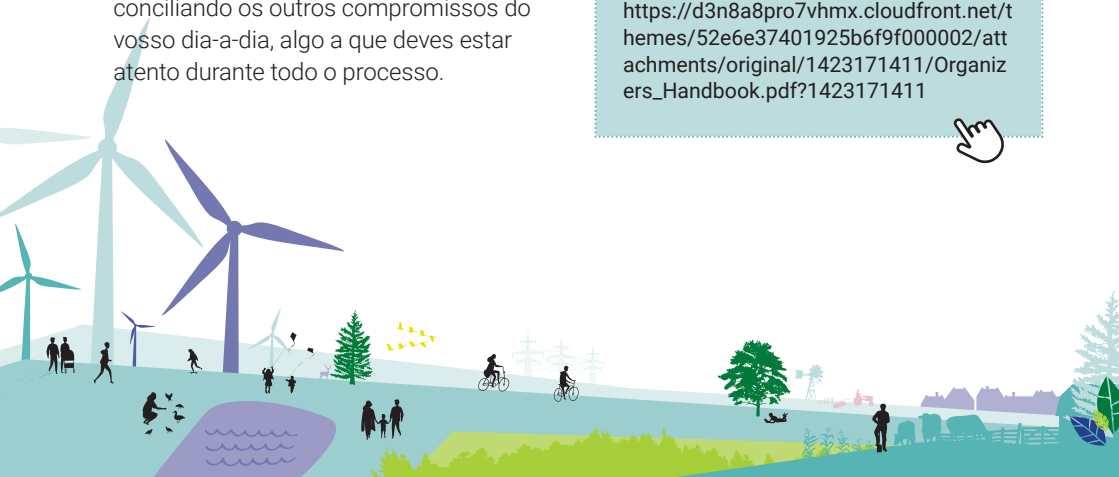 conciliando os outros compromissos do
vosso dia-a-dia, algo a que deves estar
atento durante todo o processo.
https://d3n8a8pro7vhmx.cloudfront.net/t
hemes/52e6e37401925b6f9f000002/att
achments/original/1423171411/Organiz
ers_Handbook.pdf?1423171411